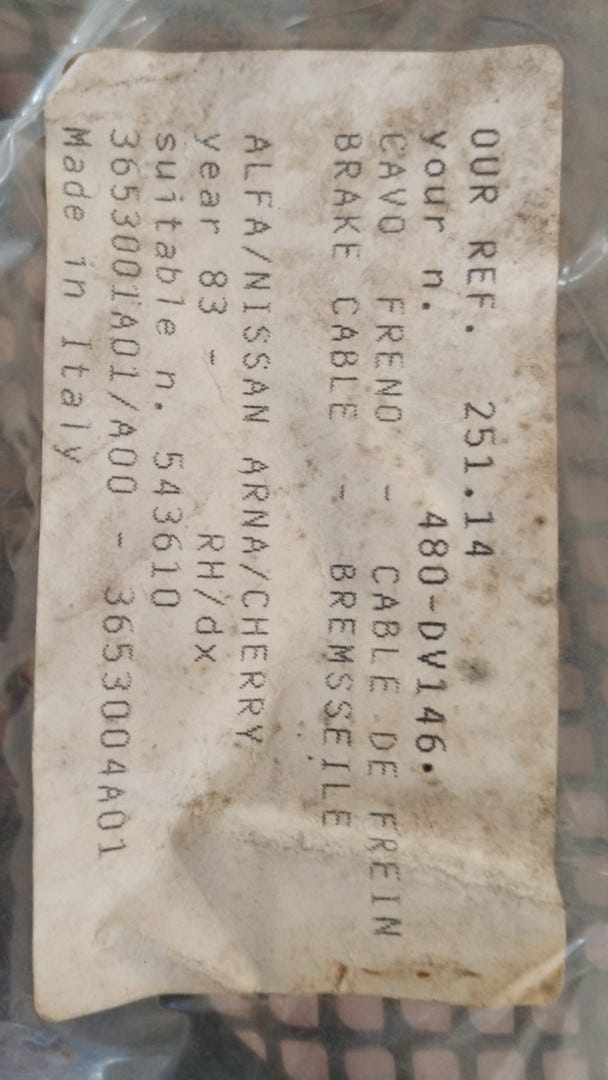 OUR REF. 251.14
your n. 480-DV146.
CAVO FRENO - CABLE DE FREIN
BRAKE CABLE - BREMSSEILE
ALFA/NISSAN ARNA/CHERRY
year 83 - RH/dx
suitable n. 543610
3653001A01/A00 - 3653004A01
Made in Italy